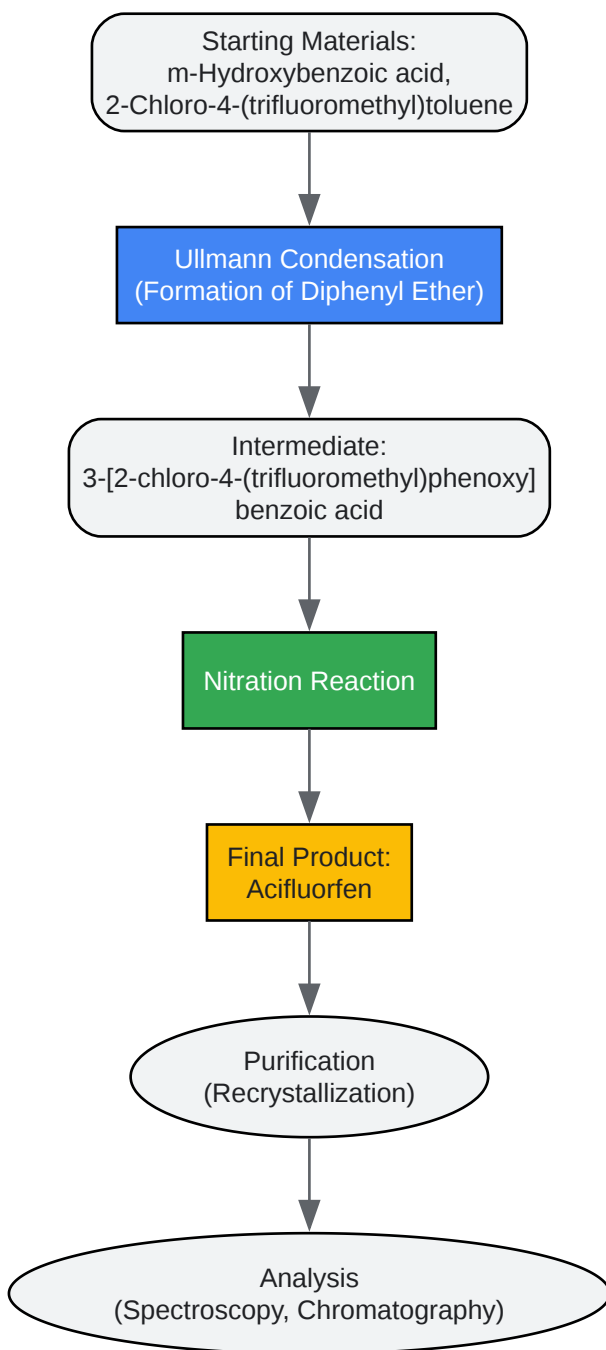 Starting Materials:
m-Hydroxybenzoic acid,
2-Chloro-4-(trifluoromethyl)toluene
Ullmann Condensation
(Formation of Diphenyl Ether)
Intermediate:
3-[2-chloro-4-(trifluoromethyl)phenoxy]
benzoic acid
Nitration Reaction
Final Product:
Acifluorfen
Purification
(Recrystallization)
Analysis
(Spectroscopy, Chromatography)